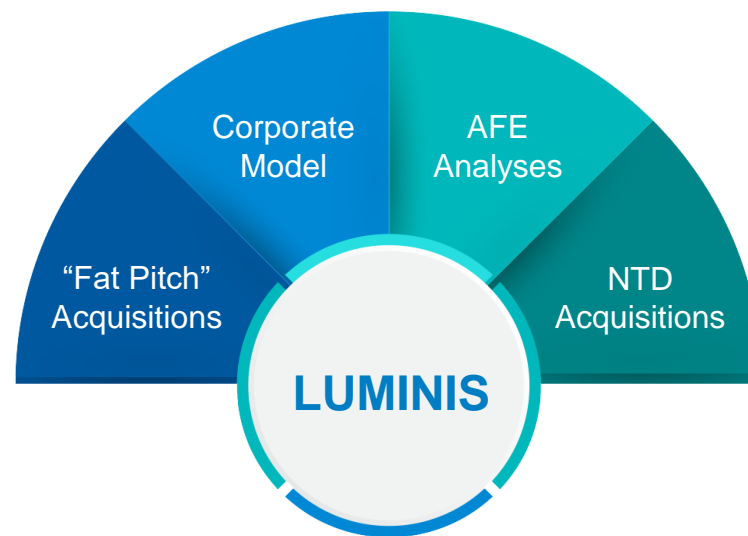 “Fat Pitch”
Acquisitions
Corporate
Model
AFE
Analyses
NTD
Acquisitions
LUMINIS